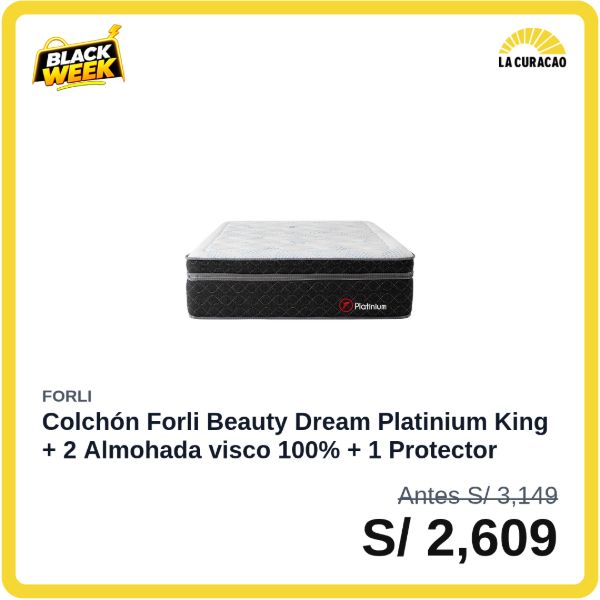 BLACK
WEEK
LA CURACAO
Platinium
FORLI
Colchón Forli Beauty Dream Platinium King
+ 2 Almohada visco 100% + 1 Protector
Antes S/ 3,149
S/ 2,609